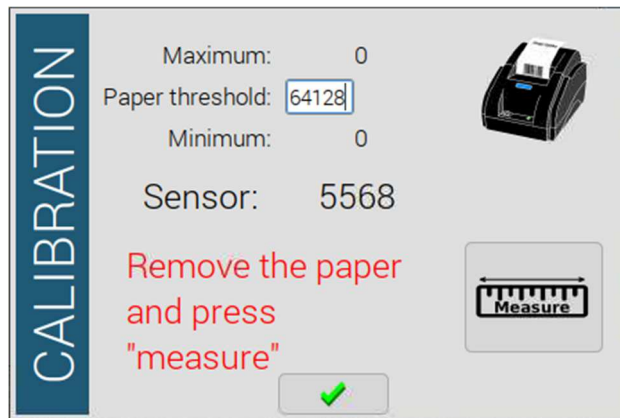 CALIBRATION
Maximum: 0
Paper threshold: 64128
Minimum: 0
Sensor: 5568
Remove the paper
and press
"measure"
Measure